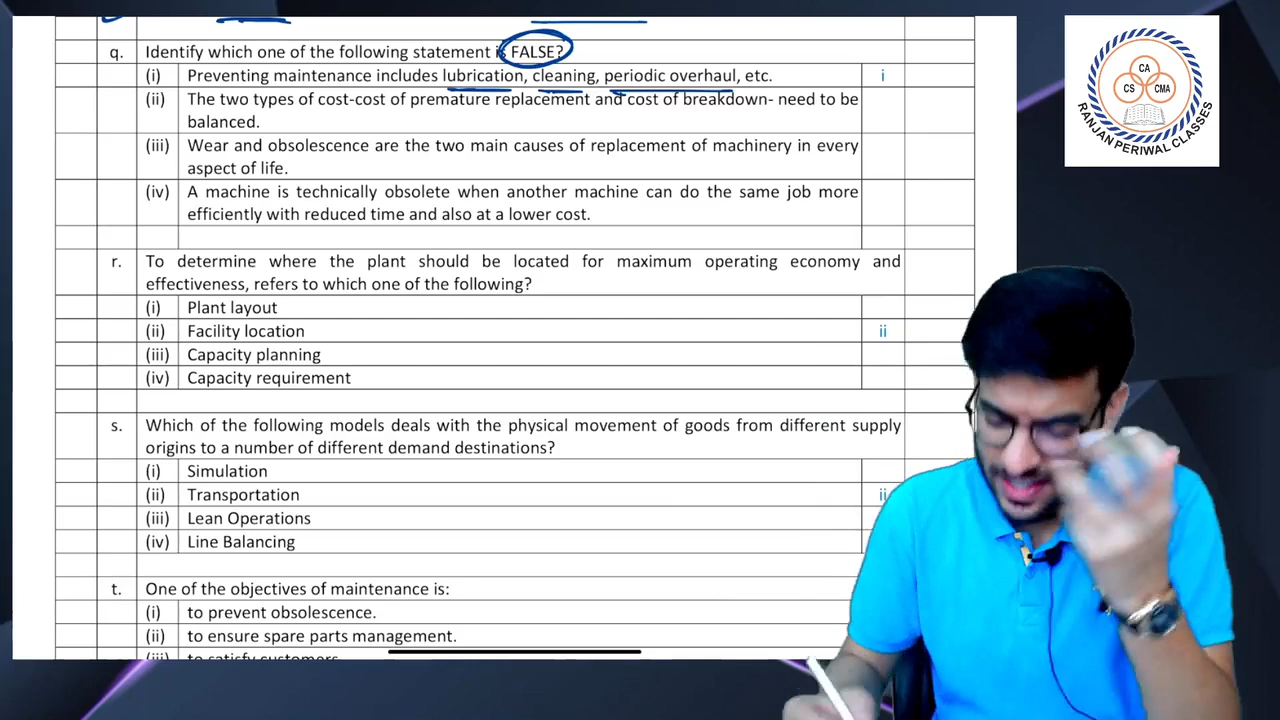 q. Identify which one of the following statement is FALSE?
(i) Preventing maintenance includes lubrication, cleaning, periodic overhaul, etc. i
(ii) The two types of cost-cost of premature replacement and cost of breakdown- need to be
balanced.
(iii) Wear and obsolescence are the two main causes of replacement of machinery in every
aspect of life.
(iv) A machine is technically obsolete when another machine can do the same job more
efficiently with reduced time and also at a lower cost.
r. To determine where the plant should be located for maximum operating economy and
effectiveness, refers to which one of the following?
(i) Plant layout
(ii) Facility location ii
(iii) Capacity planning
(iv) Capacity requirement
s. Which of the following models deals with the physical movement of goods from different supply
origins to a number of different demand destinations?
(i) Simulation
(ii) Transportation ii
(iii) Lean Operations
(iv) Line Balancing
t. One of the objectives of maintenance is:
(i) to prevent obsolescence.
(ii) to ensure spare parts management.
(iii) to satisfy customers
CA
CS
CMA
RANJAN PERIWAL CLASSES